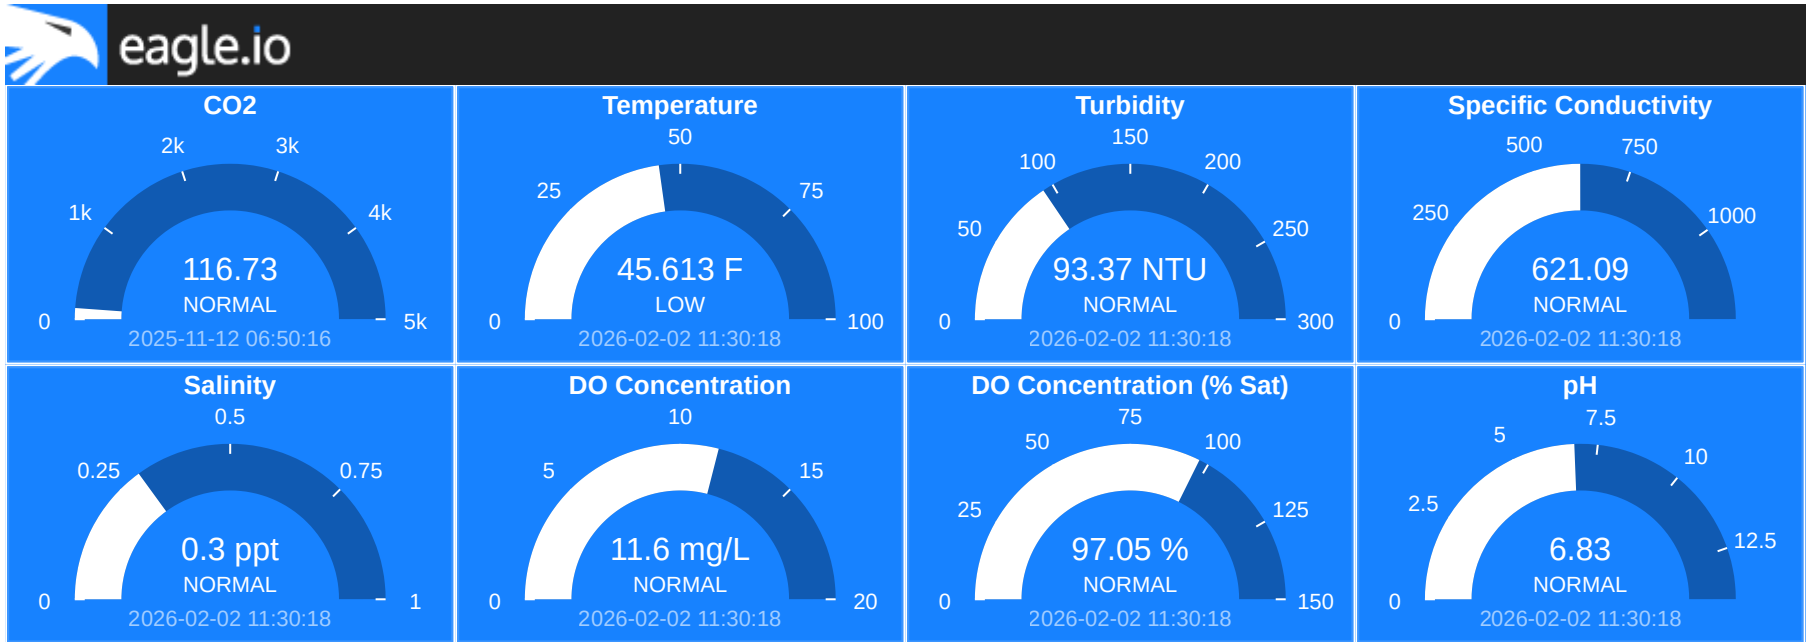 eagle.io
CO2
0
1k
2k
3k
4k
5k
116.73
NORMAL
2025-11-12 06:50:16
Temperature
0
25
50
75
100
45.613 F
LOW
2026-02-02 11:30:18
Turbidity
0
50
100
150
200
250
300
93.37 NTU
NORMAL
2026-02-02 11:30:18
Specific Conductivity
0
250
500
750
1000
621.09
NORMAL
2026-02-02 11:30:18
Salinity
0
0.25
0.5
0.75
1
0.3 ppt
NORMAL
2026-02-02 11:30:18
DO Concentration
0
5
10
15
20
11.6 mg/L
NORMAL
2026-02-02 11:30:18
DO Concentration (% Sat)
0
25
50
75
100
125
150
97.05 %
NORMAL
2026-02-02 11:30:18
pH
0
2.5
5
7.5
10
12.5
6.83
NORMAL
2026-02-02 11:30:18